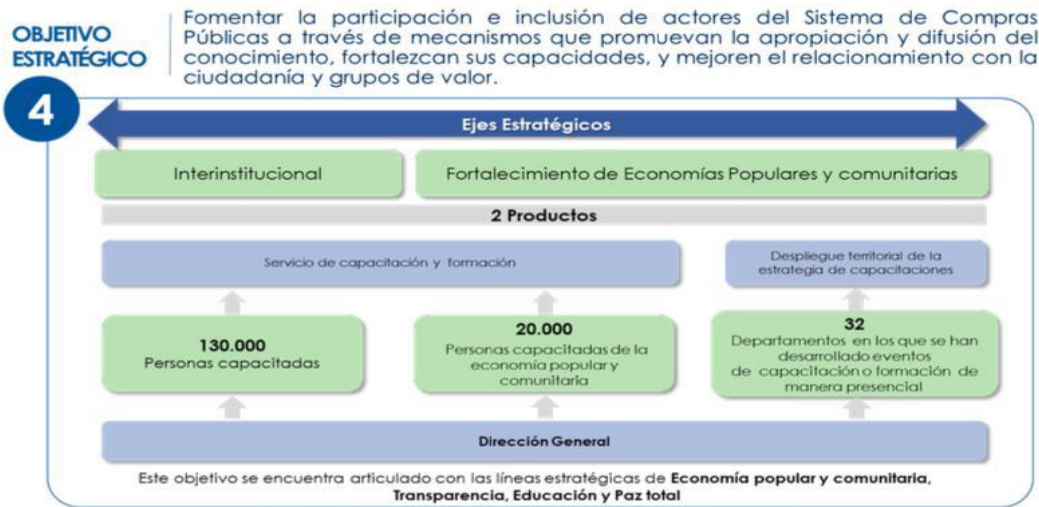 OBJETIVO
ESTRATÉGICO
Fomentar la participación e inclusión de actores del Sistema de Compras
Públicas a través de mecanismos que promuevan la apropiación y difusión del
conocimiento, fortalezcan sus capacidades, y mejoren el relacionamiento con la
ciudadanía y grupos de valor.
4
Ejes Estratégicos
Interinstitucional
Fortalecimiento de Economías Populares y comunitarias
2 Productos
Servicio de capacitación y formación
Despliegue territorial de la
estrategia de capacitaciones
130.000
Personas capacitadas
20.000
Personas capacitadas de la
economía popular y
comunitaria
32
Departamentos en los que se han
desarrollado eventos
de capacitación o formación de
manera presencial
Dirección General
Este objetivo se encuentra articulado con las líneas estratégicas de Economía popular y comunitaria,
Transparencia, Educación y Paz total